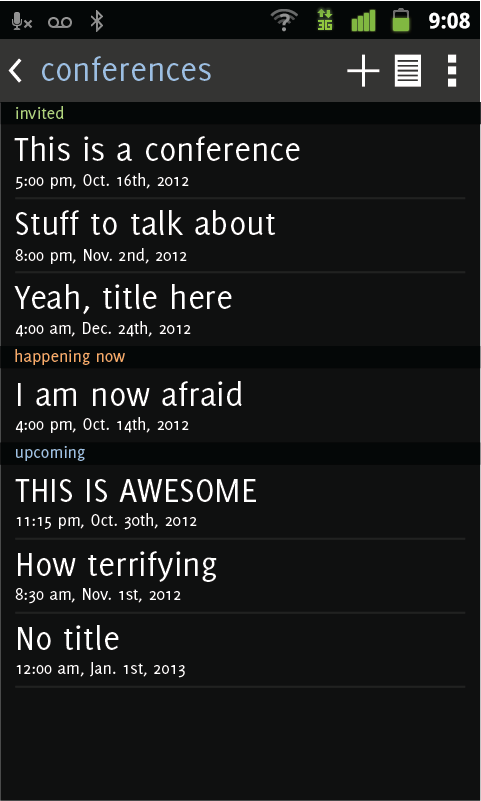 3G 9:08
conferences
invited
This is a conference
5:00 pm, Oct. 16th, 2012
Stuff to talk about
8:00 pm, Nov. 2nd, 2012
Yeah, title here
4:00 am, Dec. 24th, 2012
happening now
I am now afraid
4:00 pm, Oct. 14th, 2012
upcoming
THIS IS AWESOME
11:15 pm, Oct. 30th, 2012
How terrifying
8:30 am, Nov. 1st, 2012
No title
12:00 am, Jan. 1st, 2013